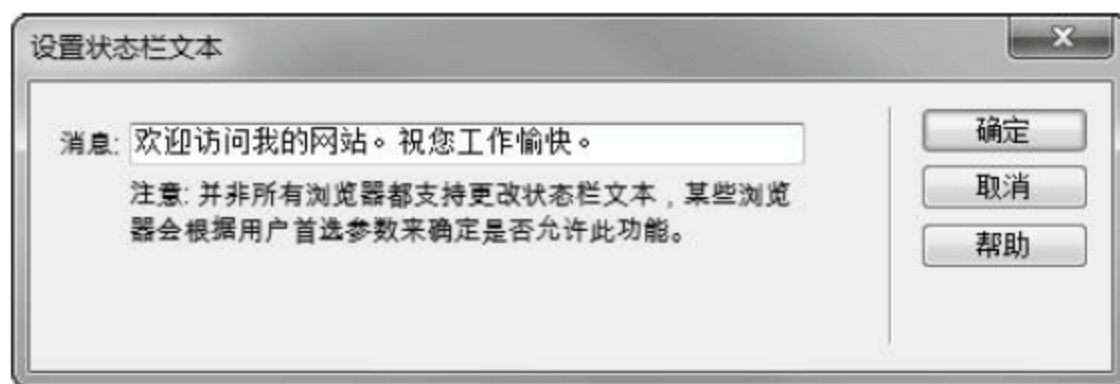 设置状态栏文本
消息: 欢迎访问我的网站。祝您工作愉快。
注意: 并非所有浏览器都支持更改状态栏文本，某些浏览
器会根据用户首选参数来确定是否允许此功能。
确定
取消
帮助